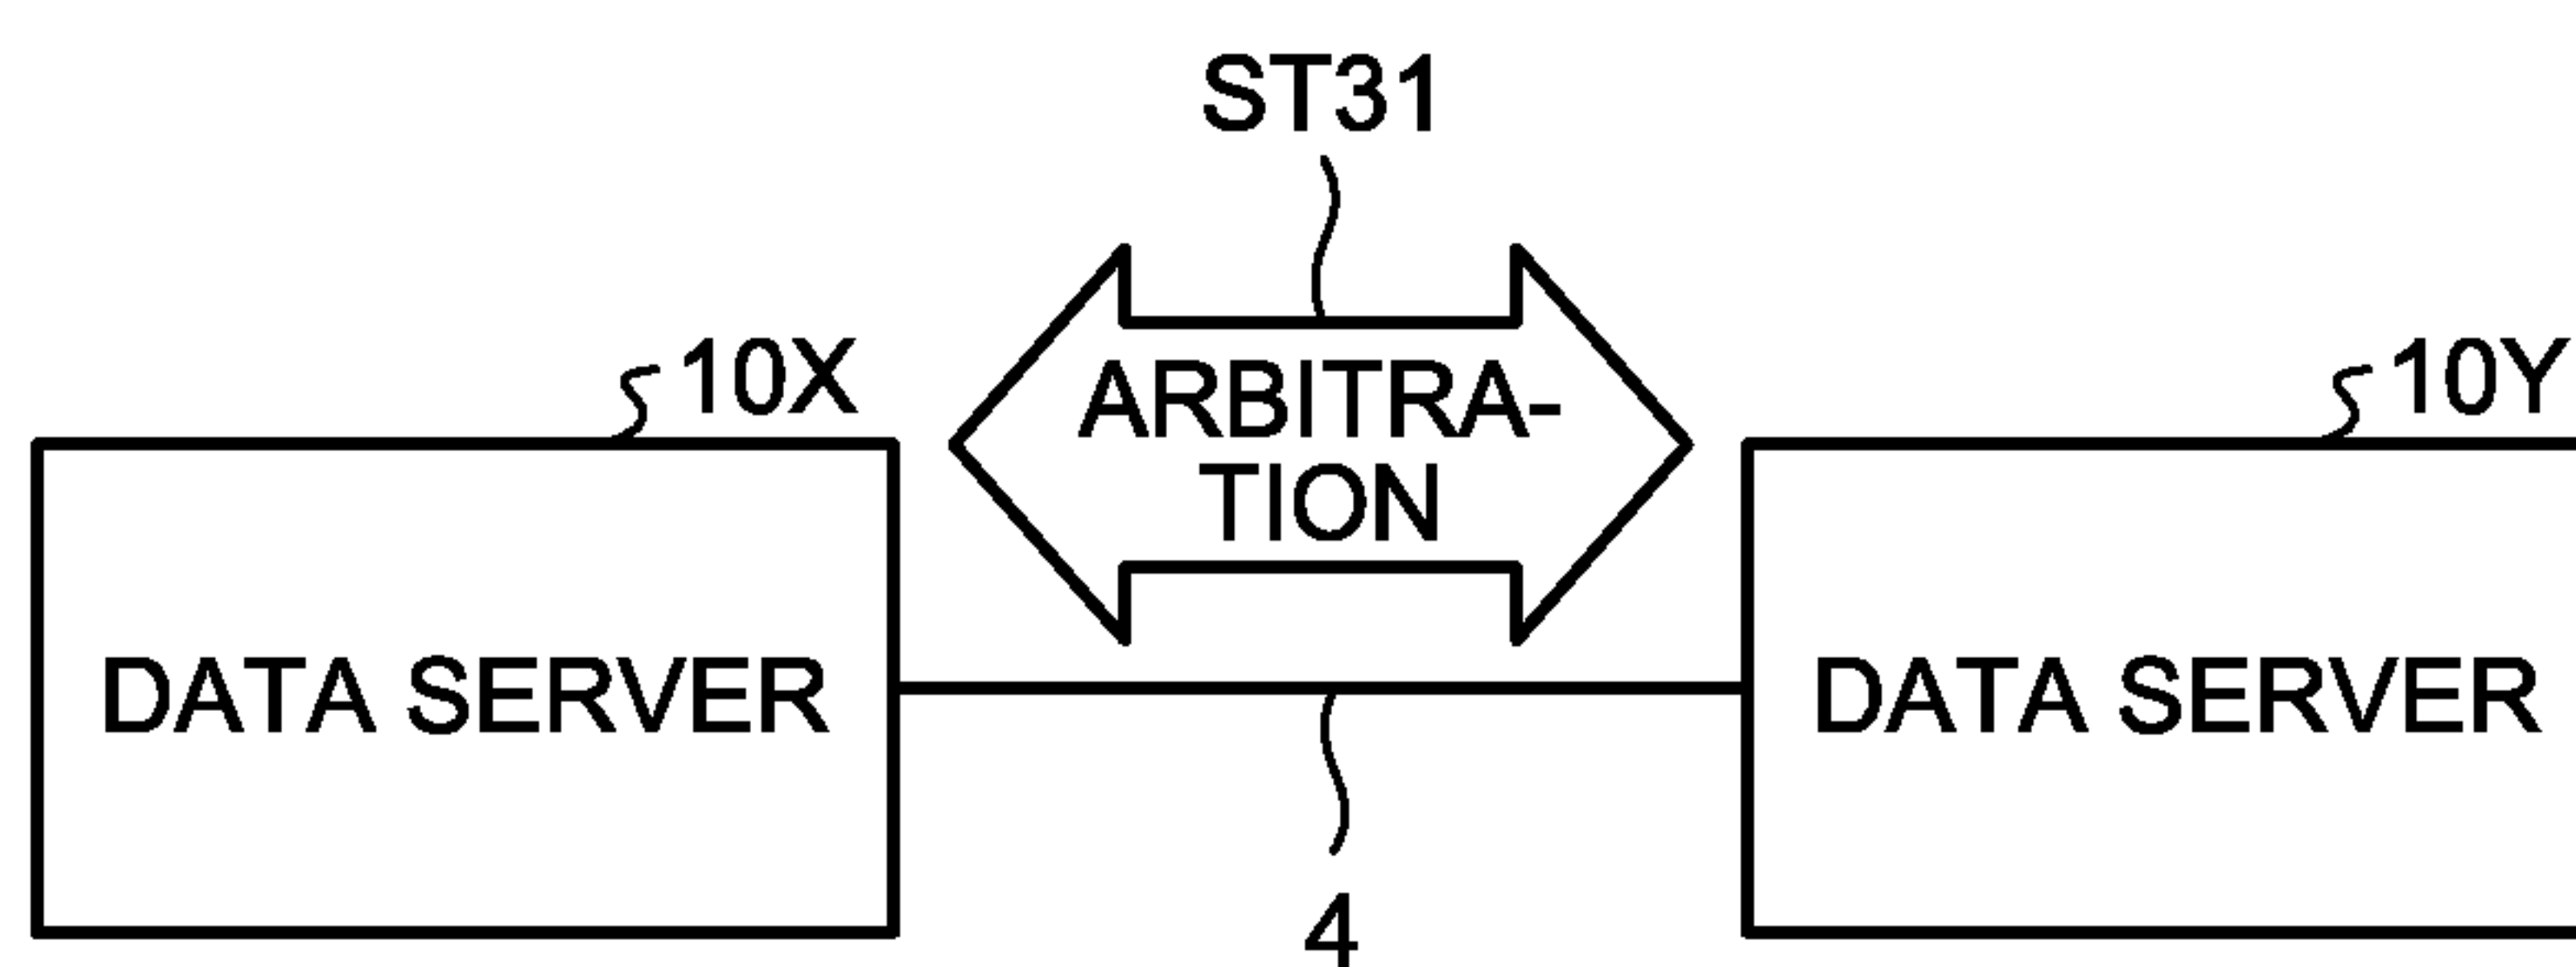 ST31
10X
10Y
ARBITRA-
TION
DATA SERVER
DATA SERVER
4